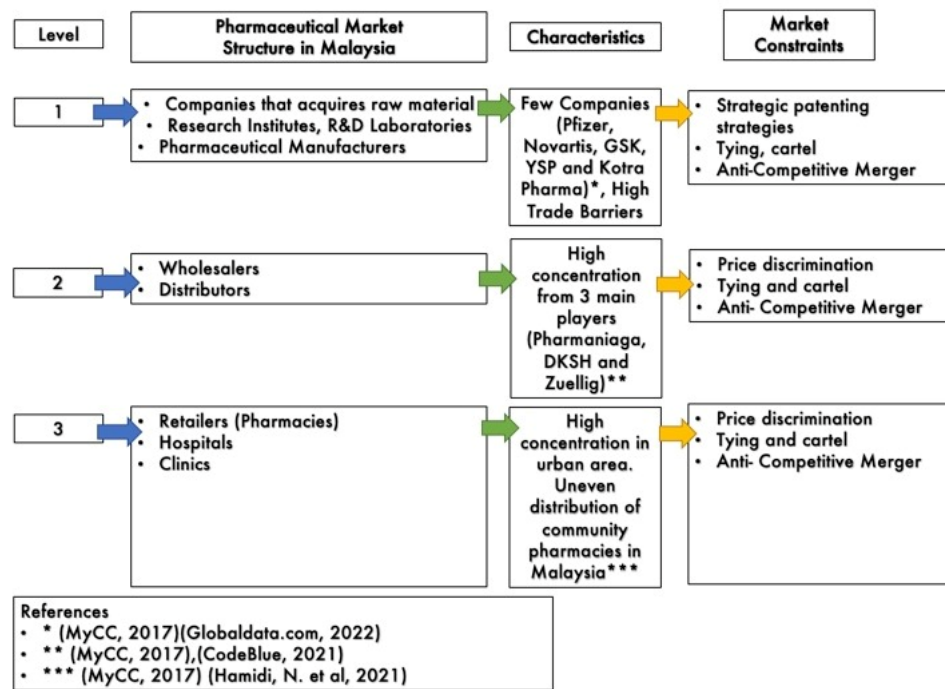 Level
Pharmaceutical Market
Structure in Malaysia
Characteristics
Market
Constraints
1
• Companies that acquires raw material
• Research Institutes, R&D Laboratories
• Pharmaceutical Manufacturers
Few Companies
(Pfizer,
Novartis, GSK,
YSP and Kotra
Pharma)*, High
Trade Barriers
• Strategic patenting
strategies
• Tying, cartel
• Anti-Competitive Merger
2
• Wholesalers
• Distributors
High
concentration
from 3 main
players
(Pharmaniaga,
DKSH and
Zuellig)**
• Price discrimination
• Tying and cartel
• Anti- Competitive Merger
3
• Retailers (Pharmacies)
• Hospitals
• Clinics
High
concentration in
urban area.
Uneven
distribution of
community
pharmacies in
Malaysia***
• Price discrimination
• Tying and cartel
• Anti- Competitive Merger
References
• * (MyCC, 2017)(Globaldata.com, 2022)
• ** (MyCC, 2017),(CodeBlue, 2021)
• *** (MyCC, 2017) (Hamidi, N. et al, 2021)